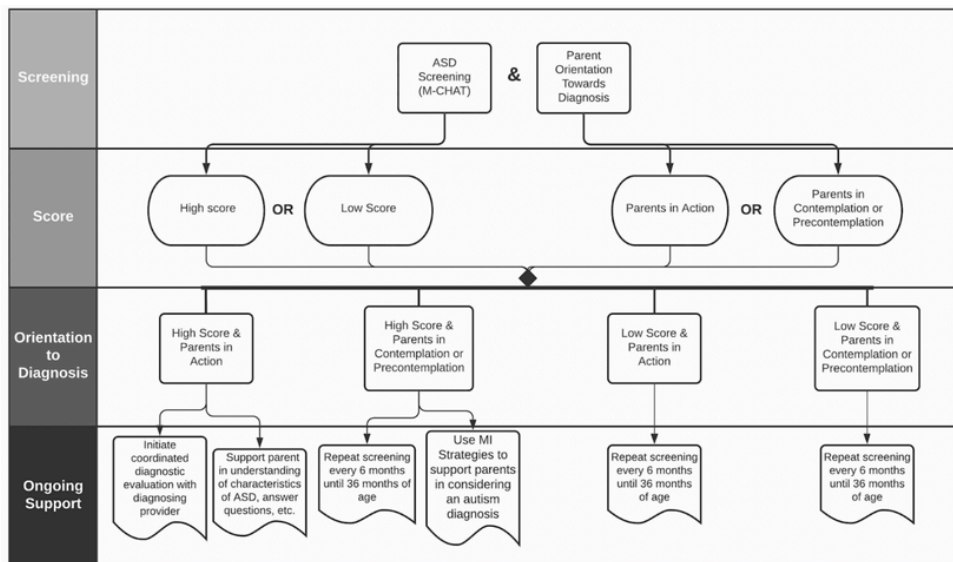 Screening
ASD
Screening
(M-CHAT)
&
Parent
Orientation
Towards
Diagnosis
Score
High score
OR
Low Score
Parents in Action
OR
Parents in
Contemplation or
Precontemplation
Orientation
to
Diagnosis
High Score &
Parents in
Action
High Score &
Parents in
Contemplation or
Precontemplation
Low Score &
Parents in
Action
Low Score &
Parents in
Contemplation or
Precontemplation
Ongoing
Support
Initiate
coordinated
diagnostic
evaluation with
diagnosing
provider
Support parent
in understanding
of characteristics
of ASD, answer
questions, etc.
Repeat screening
every 6 months
until 36 months of
age
Use MI
Strategies to
support parents
in considering
an autism
diagnosis
Repeat screening
every 6 months
until 36 months
of age
Repeat screening
every 6 months
until 36 months
of age